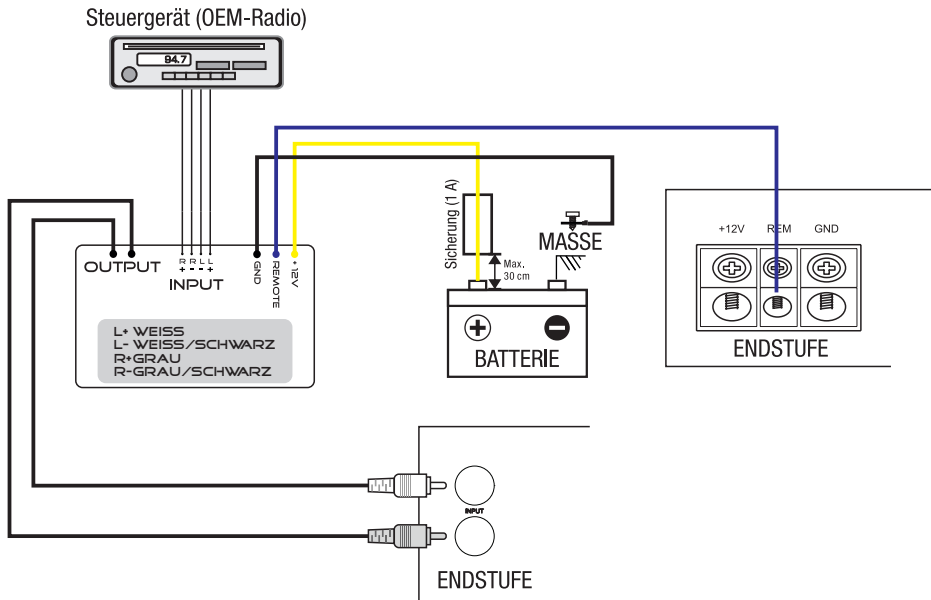 Steuergerät (OEM-Radio)
94.7
R R L L
+ - - +
OUTPUT
INPUT
GND
REMOTE
+ 12V
L+ WEISS
L- WEISS/SCHWARZ
R+GRAU
R-GRAU/SCHWARZ
Sicherung (1 A)
Max.
30 cm
MASSE
BATTERIE
+12V REM GND
ENDSTUFE
INPUT
ENDSTUFE